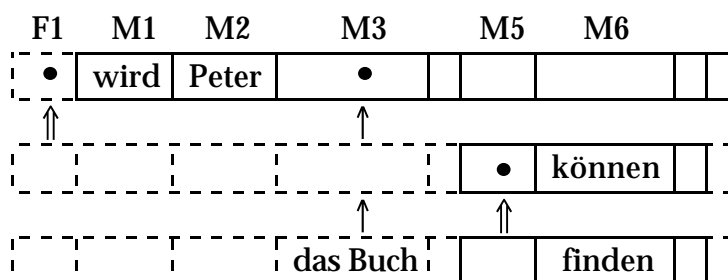 F1 M1 M2 M3 M5 M6
• wird Peter •
⇑ ↑
• können
↑ ⇑
das Buch finden